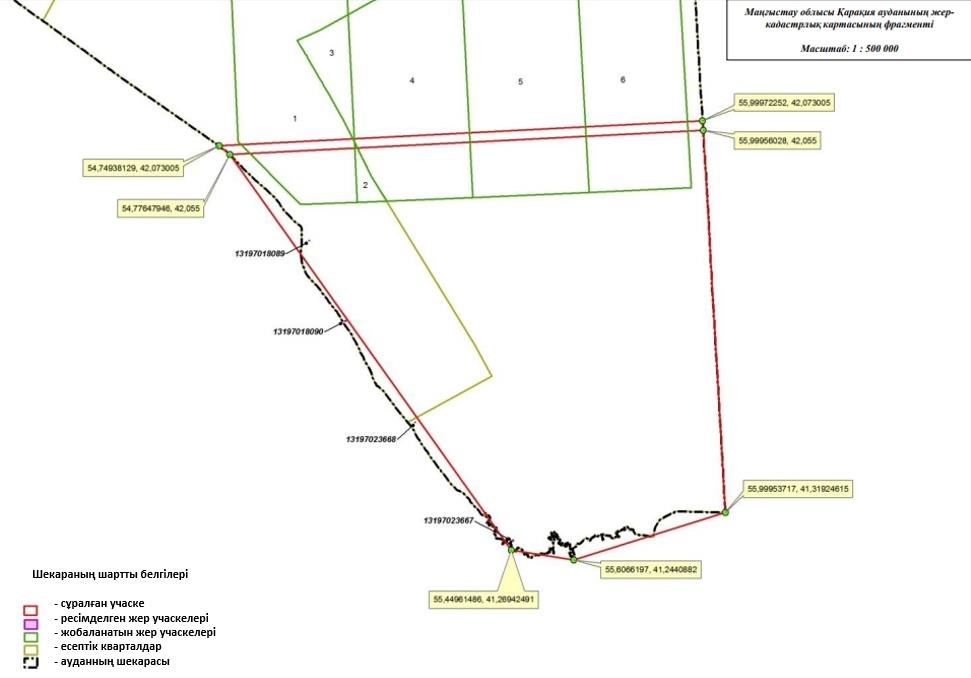 Маңғыстау облысы Қарақия ауданының жер-
кадастрлық картасының фрагменті
Масштаб: 1 : 500 000
3
4
5
6
1
2
55,99972252, 42,073005
55,99956028, 42,055
54,74938129, 42,073005
54,77647946, 42,055
13197018089
13197018090
13197023668
13197023667
55,99953717, 41,31924615
55,6066197, 41,2440882
55,44961486, 41,26942491
Шекараның шартты белгілері
- сұралған учаске
- ресімделген жер учаскелері
- жобаланатын жер учаскелері
- есептік кварталдар
- ауданның шекарасы